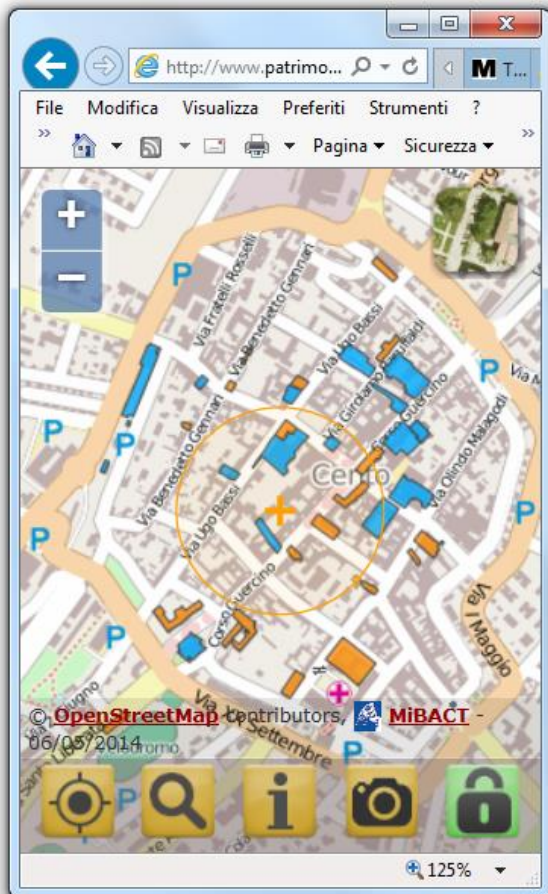 http://www.patrimo...
M T...
File Modifica Visualizza Preferiti Strumenti ?
Pagina Sicurezza
P
Via Fratelli Rosselli
Via Benedetto Gennari
Via Ugo Bassi
Via Girolamo
P
Via M
P
Via Benedetto Gennari
Corso Guercino
Via Olindo Malagodi
Cento
P
P
Via Ugo Bassi
P
Corso Guercino
Via I Maggio
P
© OpenStreetMap contributors, MiBACT -
06/05/2014
Settembre
P
P
i
125%